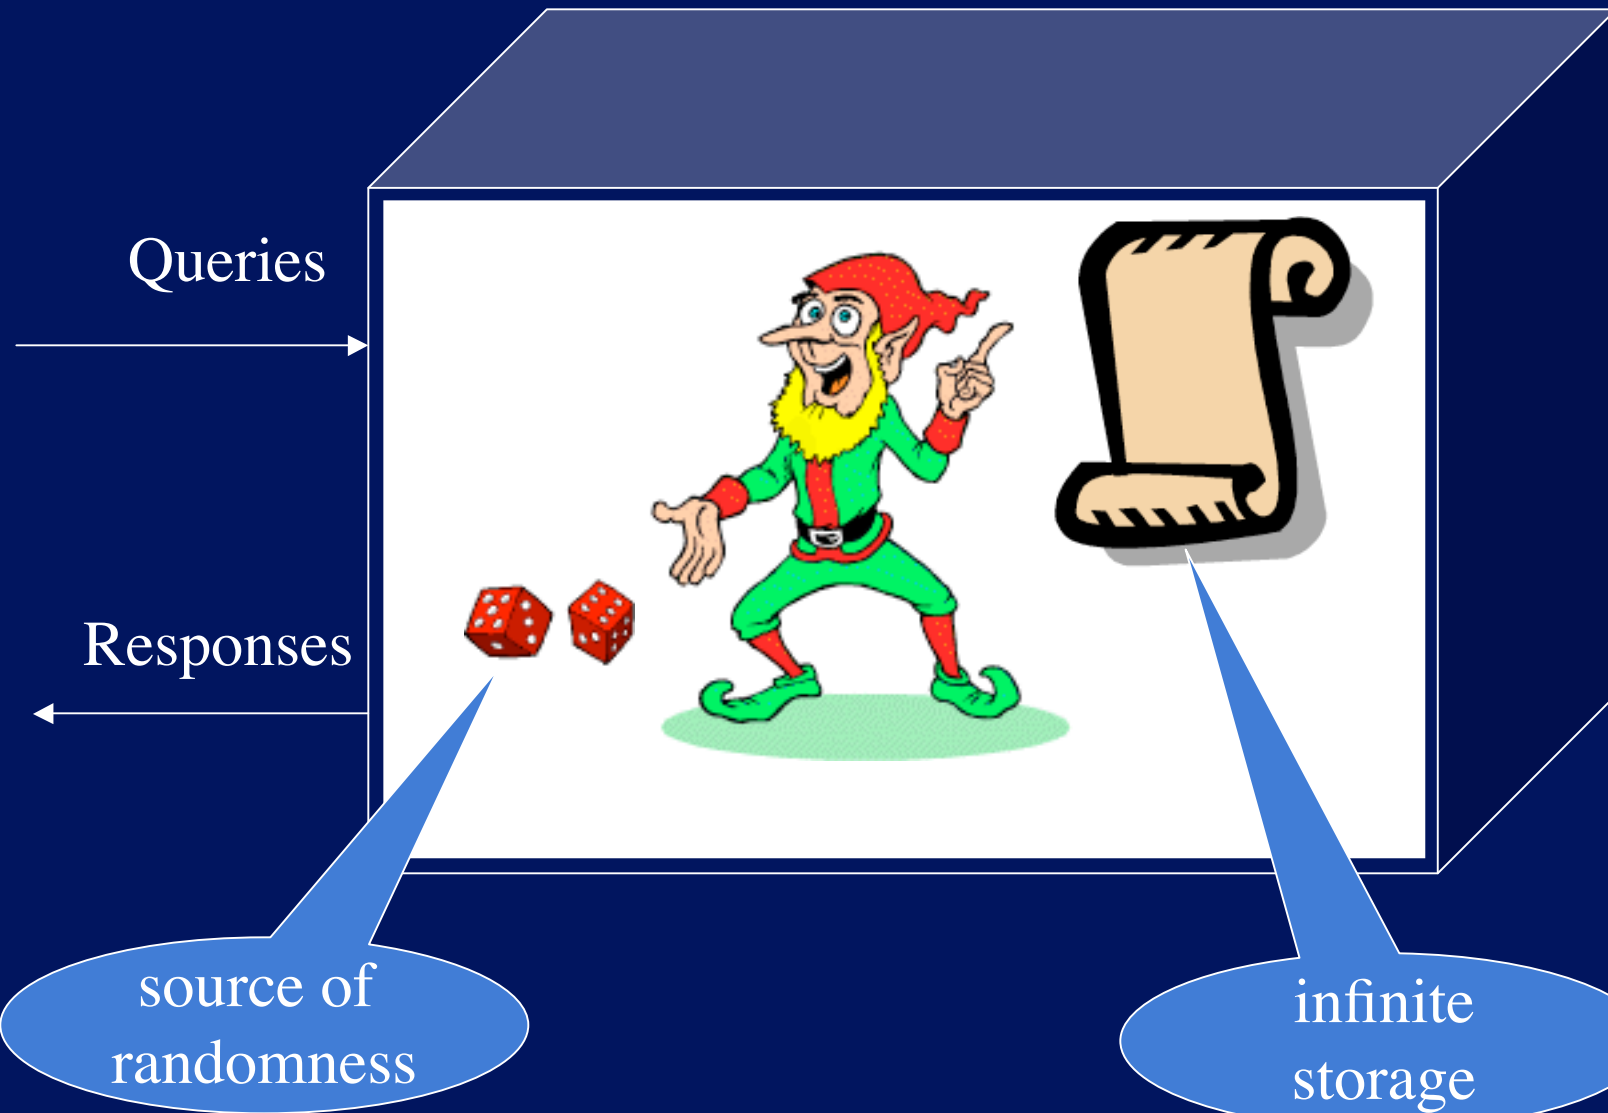 Queries
Responses
source of
randomness
infinite
storage